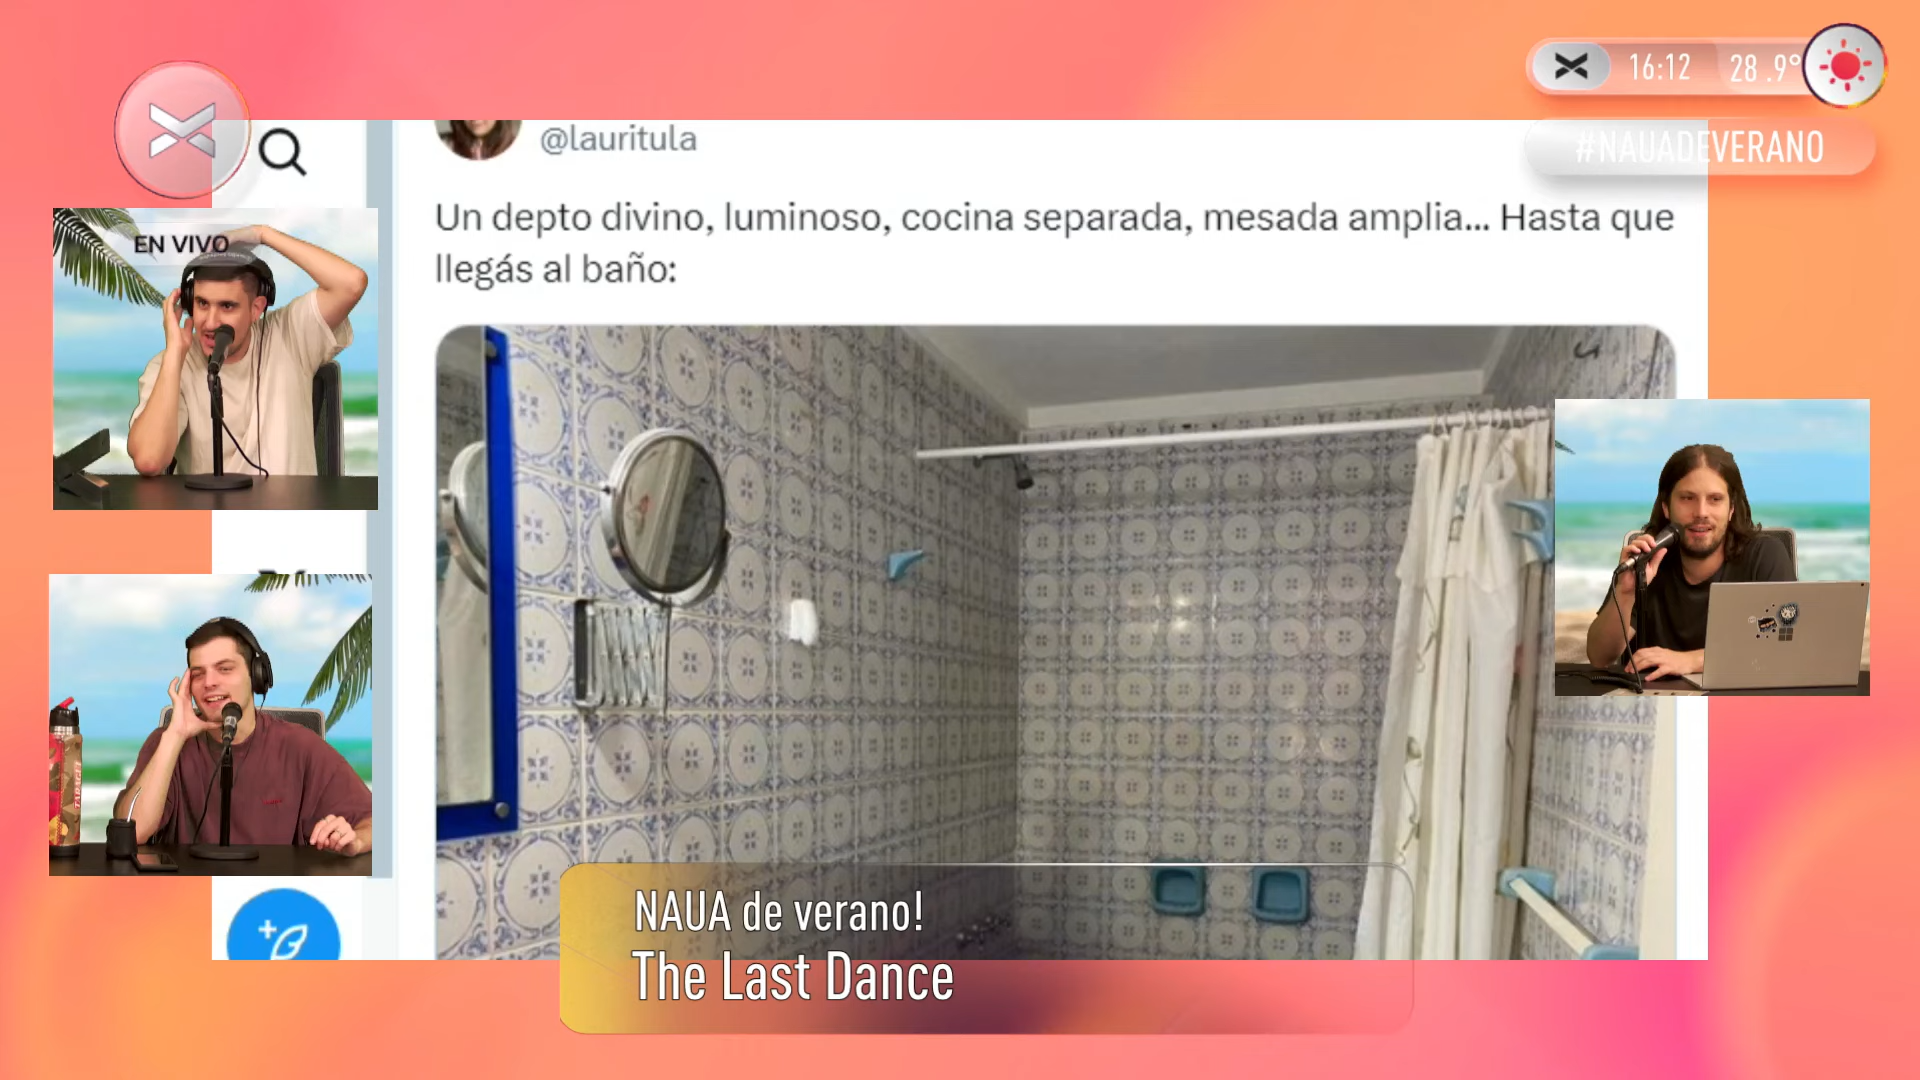 16:12
28.9°
#NAUADEVERANO
@lauritula
Un depto divino, luminoso, cocina separada, mesada amplia... Hasta que
llegás al baño:
EN VIVO
NAUA de verano!
The Last Dance